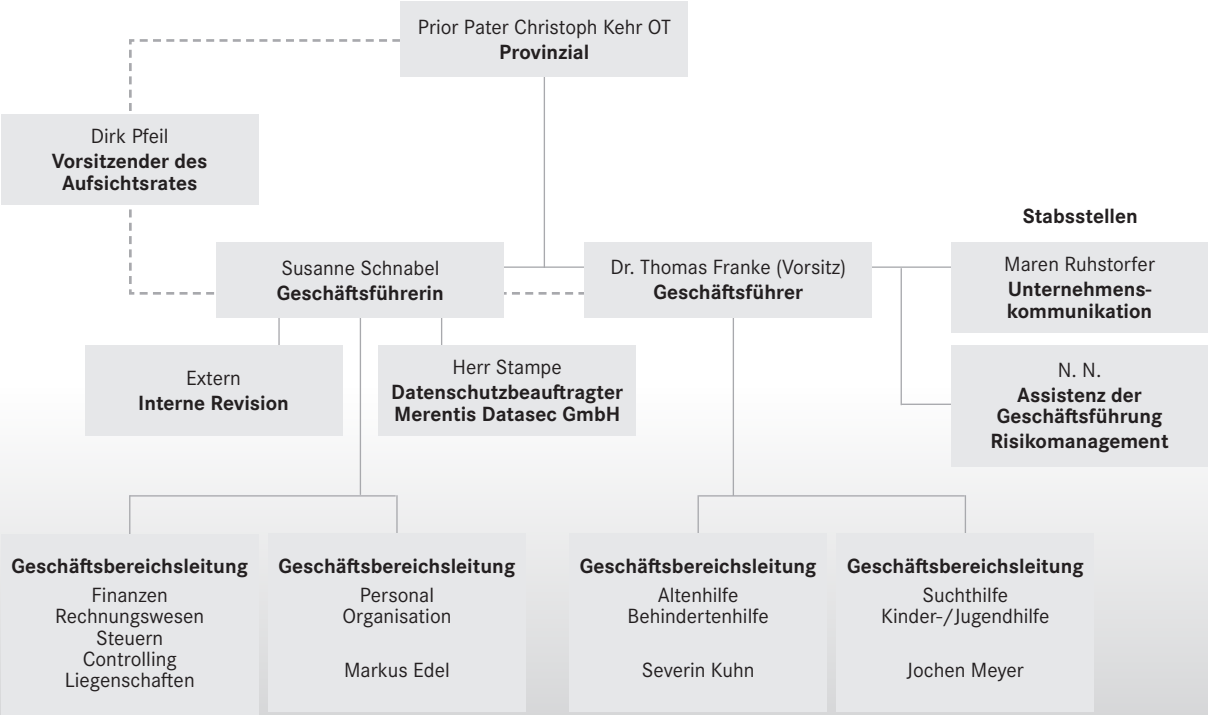 Prior Pater Christoph Kehr OT
Provinzial
Dirk Pfeil
Vorsitzender des
Aufsichtsrates
Stabsstellen
Susanne Schnabel
Geschäftsführerin
Dr. Thomas Franke (Vorsitz)
Geschäftsführer
Maren Ruhstorfer
Unternehmens-
kommunikation
Extern
Interne Revision
Herr Stampe
Datenschutzbeauftragter
Merentis Datasec GmbH
N. N.
Assistenz der
Geschäftsführung
Risikomanagement
Geschäftsbereichsleitung
Finanzen
Rechnungswesen
Steuern
Controlling
Liegenschaften
Geschäftsbereichsleitung
Personal
Organisation
Markus Edel
Geschäftsbereichsleitung
Altenhilfe
Behindertenhilfe
Severin Kuhn
Geschäftsbereichsleitung
Suchthilfe
Kinder-/Jugendhilfe
Jochen Meyer